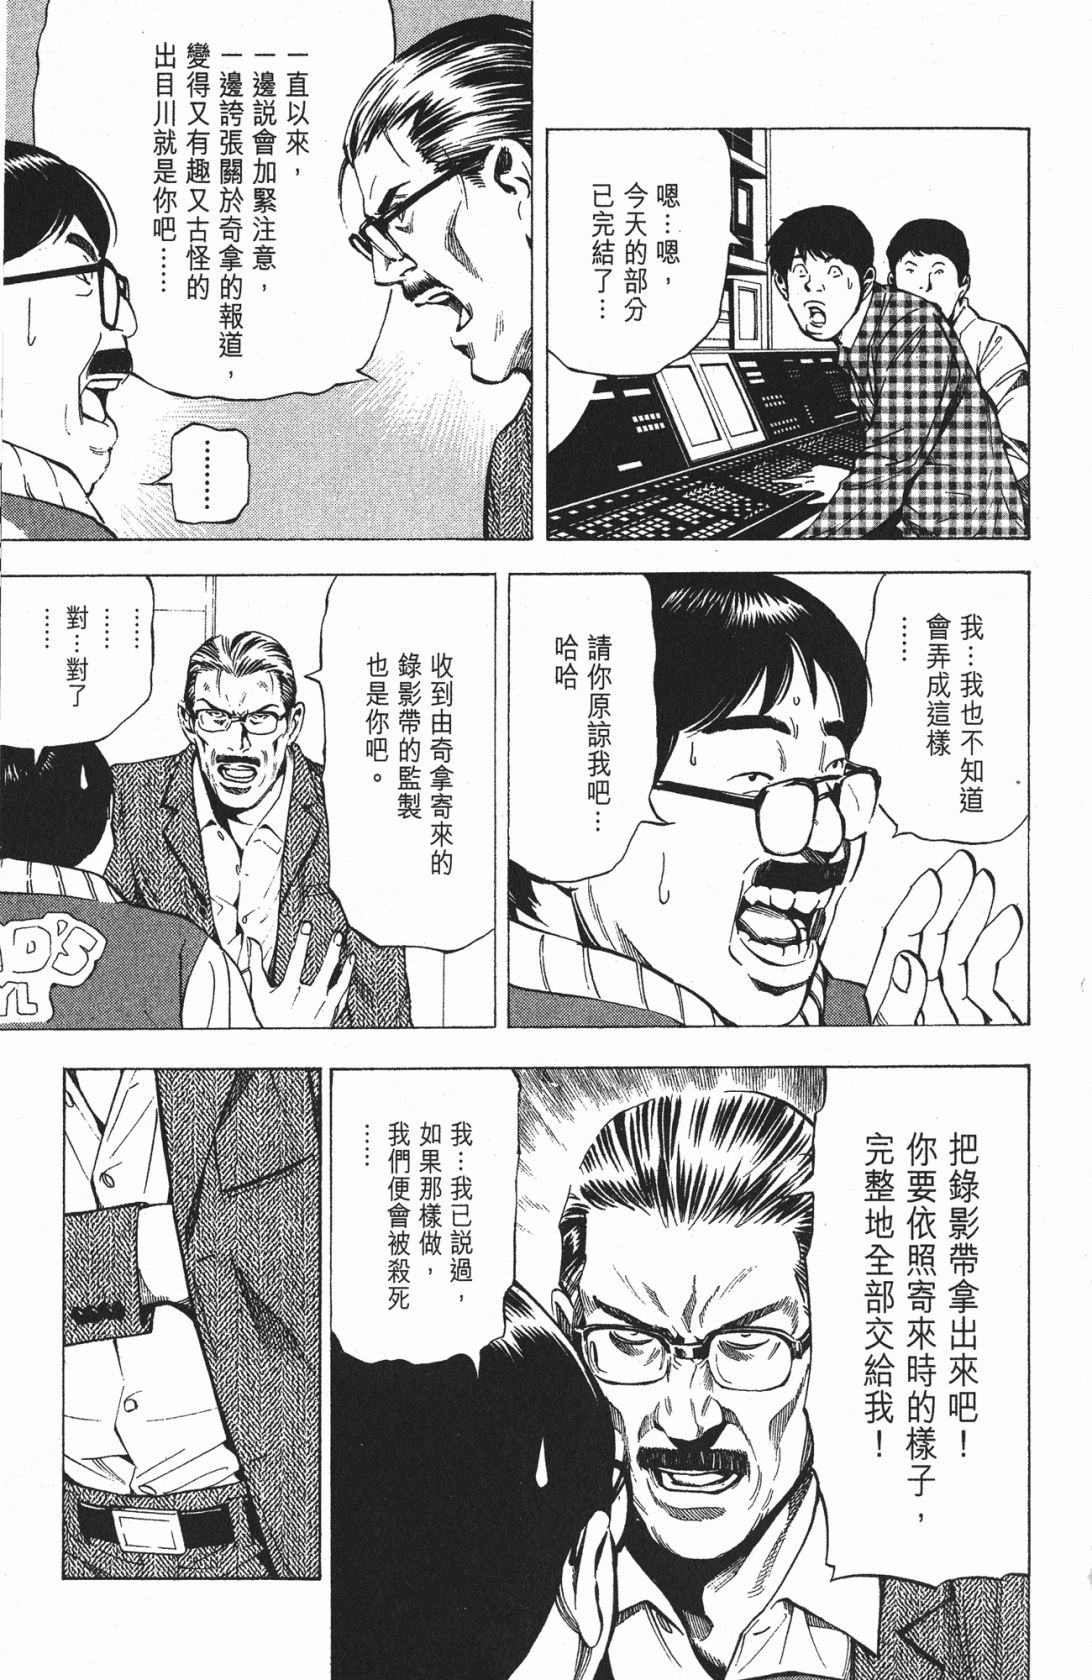 嗯…嗯，
今天的部分
已完結了…
一直以來，
一邊說會加緊注意，
一邊誇張關於奇拿的報道，
變得又有趣又古怪的
出目川就是你吧……
………
我…我也不知道
會弄成這樣
……
請你原諒我吧…
哈哈
收到由奇拿寄來的
錄影帶的監製
也是你吧。
……
……
對…對了
……
D'S
YL
把錄影帶拿出來吧！
你要依照寄來時的樣子，
完整地全部交給我！
我…我已說過，
如果那樣做，
我們便會被殺死
……